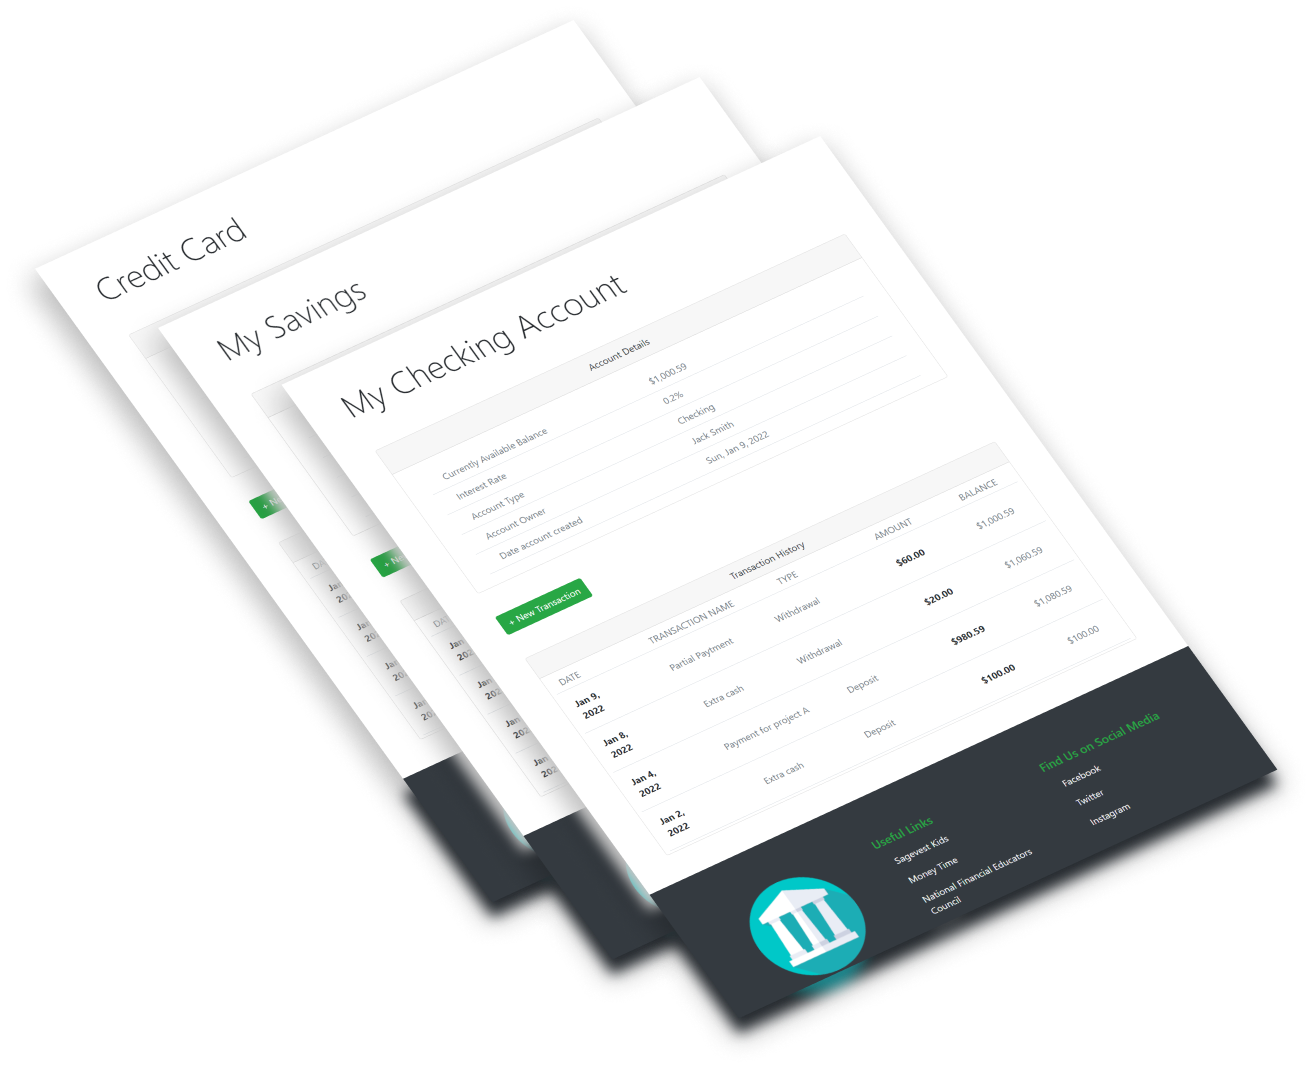 Credit Card
My Savings
My Checking Account
Account Details
Currently Available Balance $1,000.59
Interest Rate 0.2%
Account Type Checking
Account Owner Jack Smith
Date account created Sun, Jan 9, 2022
+ New Transaction
Transaction History
DATE TRANSACTION NAME TYPE AMOUNT BALANCE
Jan 9,
2022 Partial Paytment Withdrawal $60.00 $1,000.59
Jan 8,
2022 Extra cash Withdrawal $20.00 $1,060.59
Jan 4,
2022 Payment for project A Deposit $980.59 $1,080.59
Jan 2,
2022 Extra cash Deposit $100.00 $100.00
Useful Links
Sagevest Kids
Money Time
National Financial Educators
Council
Find Us on Social Media
Facebook
Twitter
Instagram